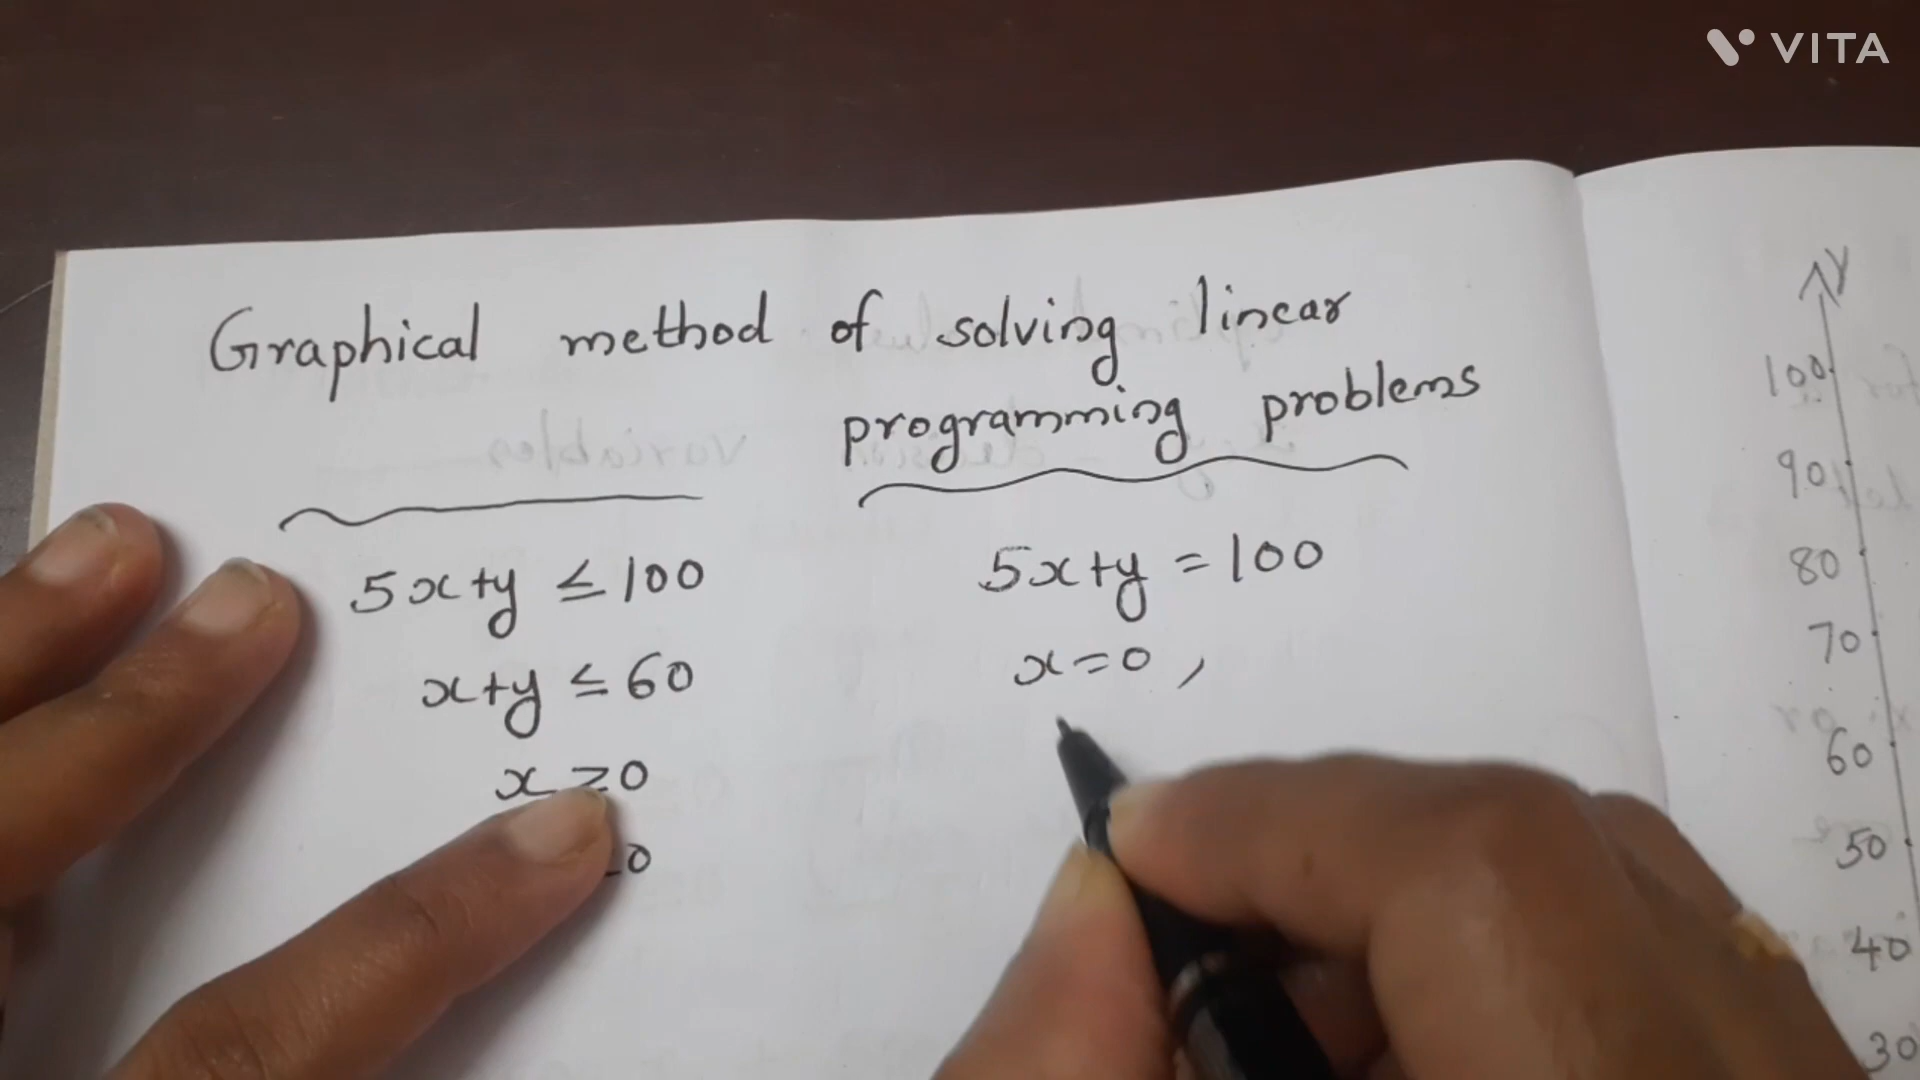 VITA
Graphical method of solving linear
programming problems
5x+y ≤ 100
x+y ≤ 60
x ≥ 0
0
5x+y = 100
x = 0 ,
Y
100
90
80
70
60
50
40
30